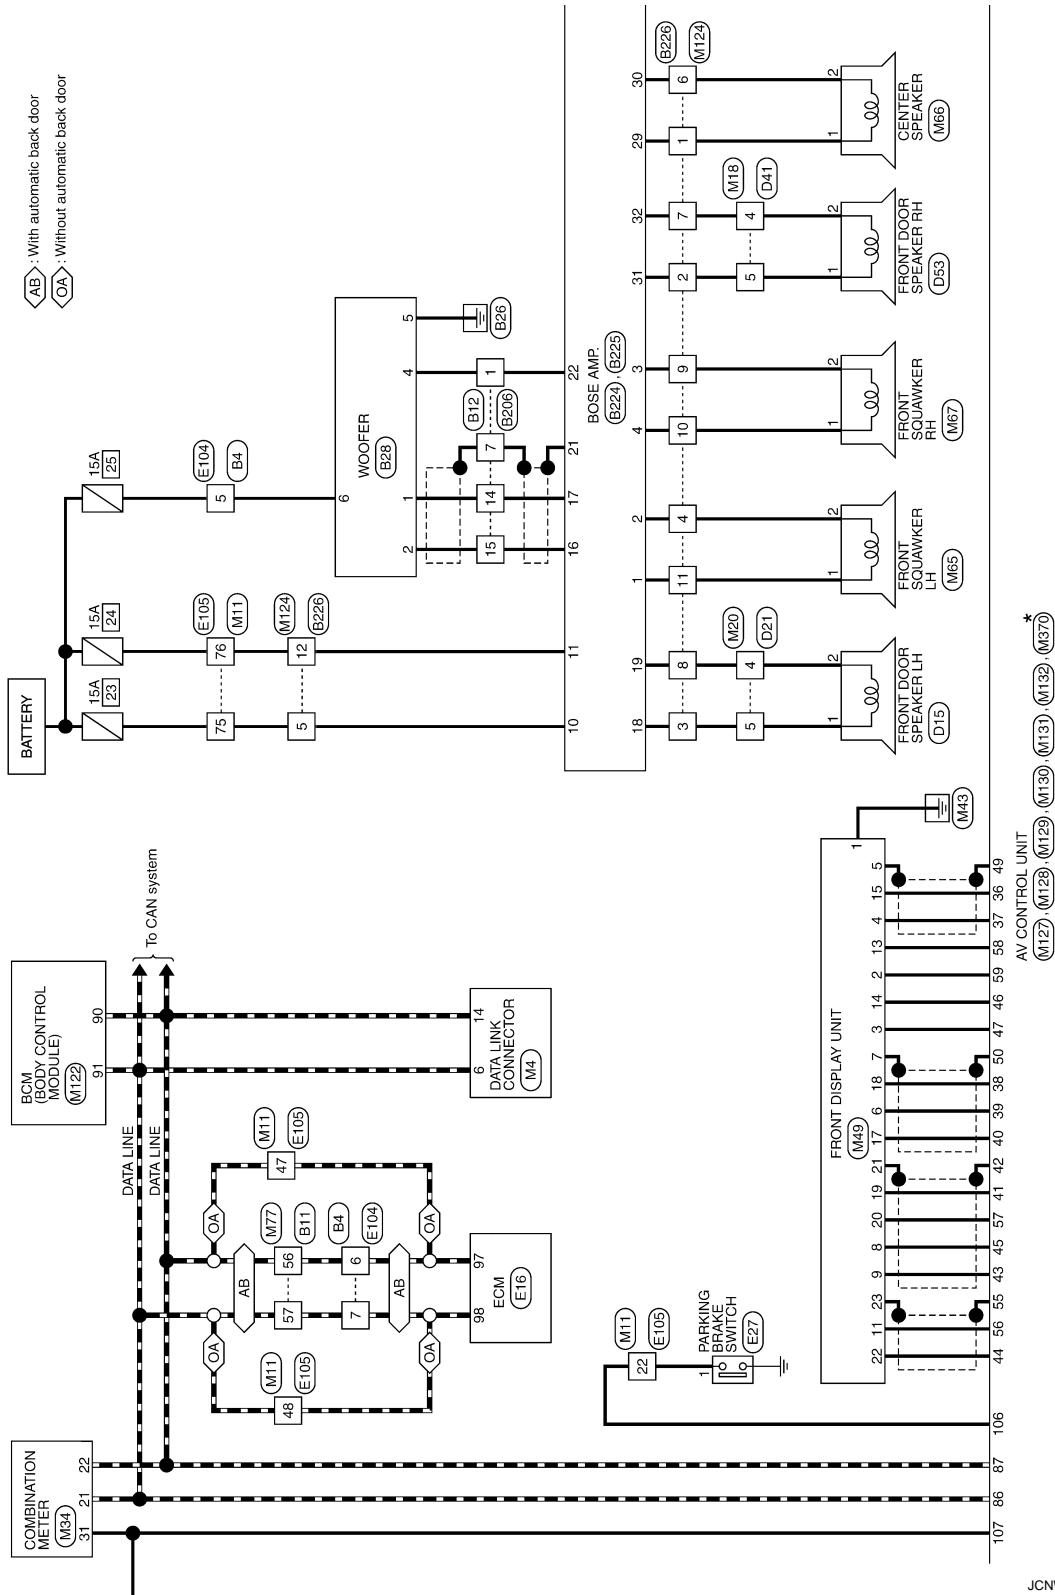 AB : With automatic back door
OA : Without automatic back door
BATTERY
15A
23
15A
24
15A
25
E105
M11
75
76
M124
B226
5
12
E104
B4
5
WOOFER
B28
6
2
1
4
5
B26
B12
B206
15
14
7
1
10
11
16
17
21
22
BOSE AMP.
B224 , B225
18
19
1
2
4
3
31
32
29
30
B226
M124
3
8
11
4
10
9
2
7
1
6
M20
D21
5
4
M18
D41
5
4
1
2
FRONT DOOR
SPEAKER LH
D15
1
2
FRONT
SQUAWKER
LH
M65
1
2
FRONT
SQUAWKER
RH
M67
1
2
FRONT DOOR
SPEAKER RH
D53
1
2
CENTER
SPEAKER
M66
COMBINATION
METER
M34
31
21
22
BCM
(BODY CONTROL
MODULE)
M122
91
90
DATA LINE
DATA LINE
To CAN system
OA
OA
AB
M11
E105
47
M77
B11
57
56
B4
E104
7
6
M11
E105
48
AB
OA
OA
98
97
ECM
E16
6
14
DATA LINK
CONNECTOR
M4
M11
E105
22
1
PARKING
BRAKE
SWITCH
E27
FRONT DISPLAY UNIT
M49
1
M43
22
11
23
9
8
20
19
21
17
6
18
7
3
14
2
13
4
15
5
107
86
87
106
44
56
55
43
45
57
41
42
40
39
38
50
47
46
59
58
37
36
49
AV CONTROL UNIT
M127 , M128 , M129 , M130 , M131 , M132 , M370 *